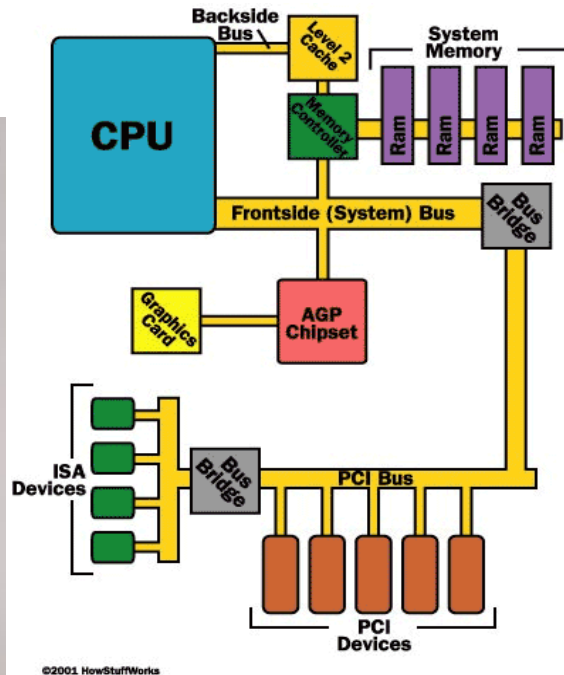 Backside
Bus
Level 2
Cache
System
Memory
CPU
Memory
Controller
Ram
Ram
Ram
Ram
Frontside (System) Bus
Bus
Bridge
Graphics
Card
AGP
Chipset
ISA
Devices
Bus
Bridge
PCI Bus
PCI
Devices
©2001 HowStuffWorks